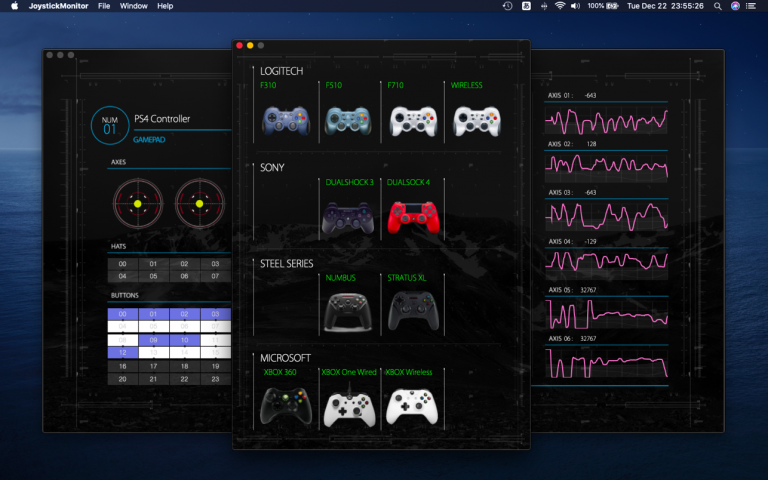 JoystickMonitor File Window Help 100% Tue Dec 22 23:55:26
NUM
01
PS4 Controller
GAMEPAD
AXES
HATS
00 01 02 03
04 05 06 07
BUTTONS
00 01 02 03
04 05 06 07
08 09 10 11
12 13 14 15
16 17 18 19
20 21 22 23
LOGITECH
F310 F510 F710 WIRELESS
SONY
DUALSHOCK 3 DUALSOCK 4
STEEL SERIES
NUMBUS STRATUS XL
MICROSOFT
XBOX 360 XBOX One Wired XBOX Wireless
AXIS 01: -643
AXIS 02: 128
AXIS 03: -643
AXIS 04: -129
AXIS 05: 32767
AXIS 06: 32767